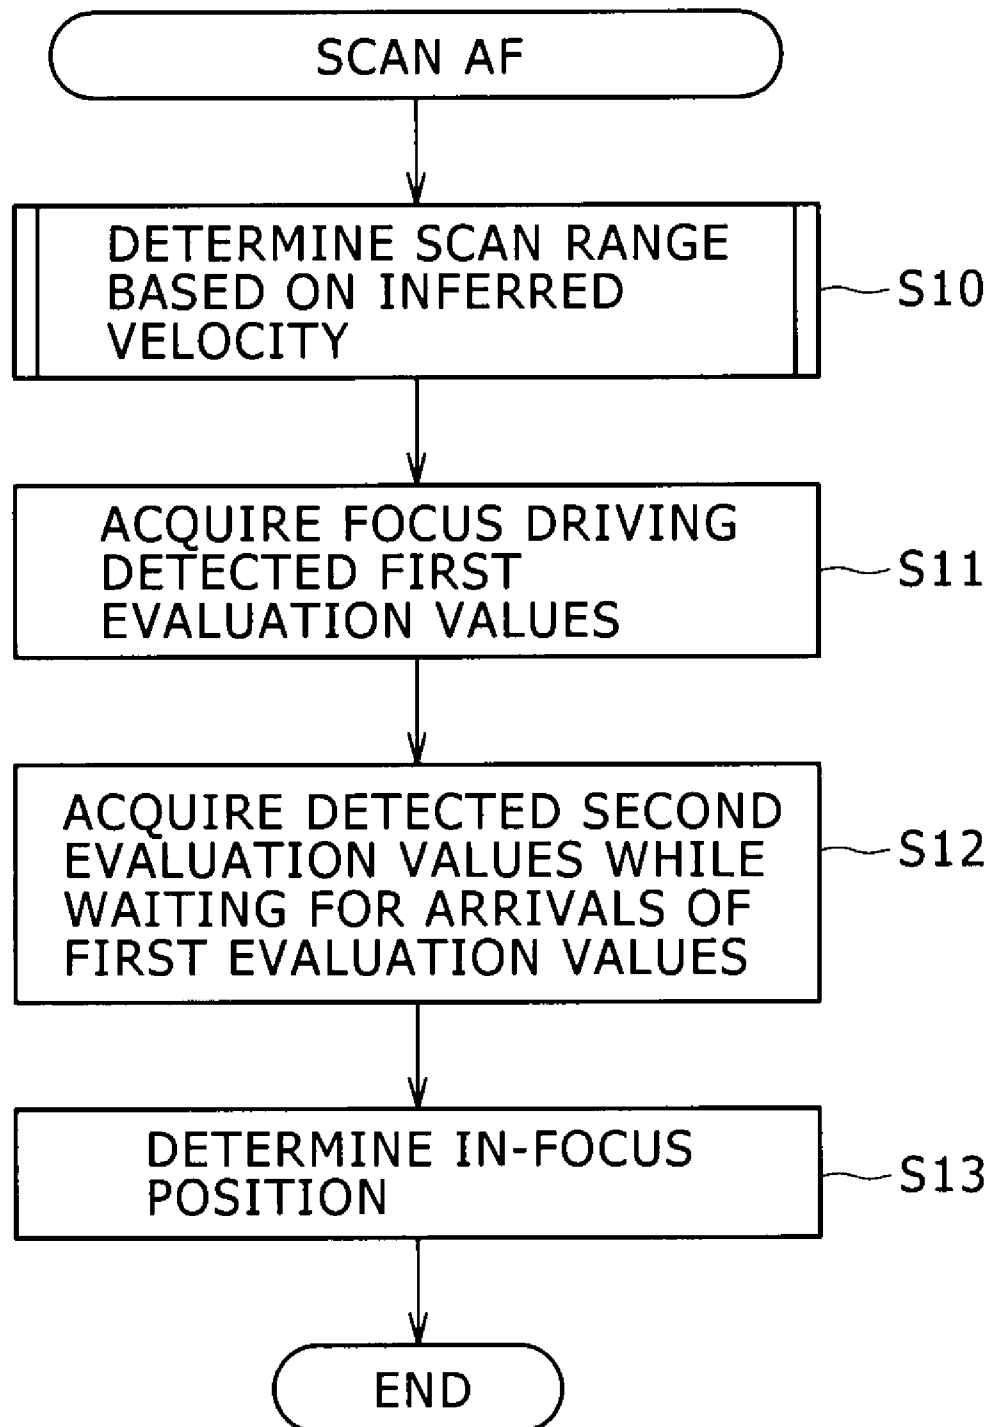 SCAN AF
DETERMINE SCAN RANGE
BASED ON INFERRED
VELOCITY
S10
ACQUIRE FOCUS DRIVING
DETECTED FIRST
EVALUATION VALUES
S11
ACQUIRE DETECTED SECOND
EVALUATION VALUES WHILE
WAITING FOR ARRIVALS OF
FIRST EVALUATION VALUES
S12
DETERMINE IN-FOCUS
POSITION
S13
END